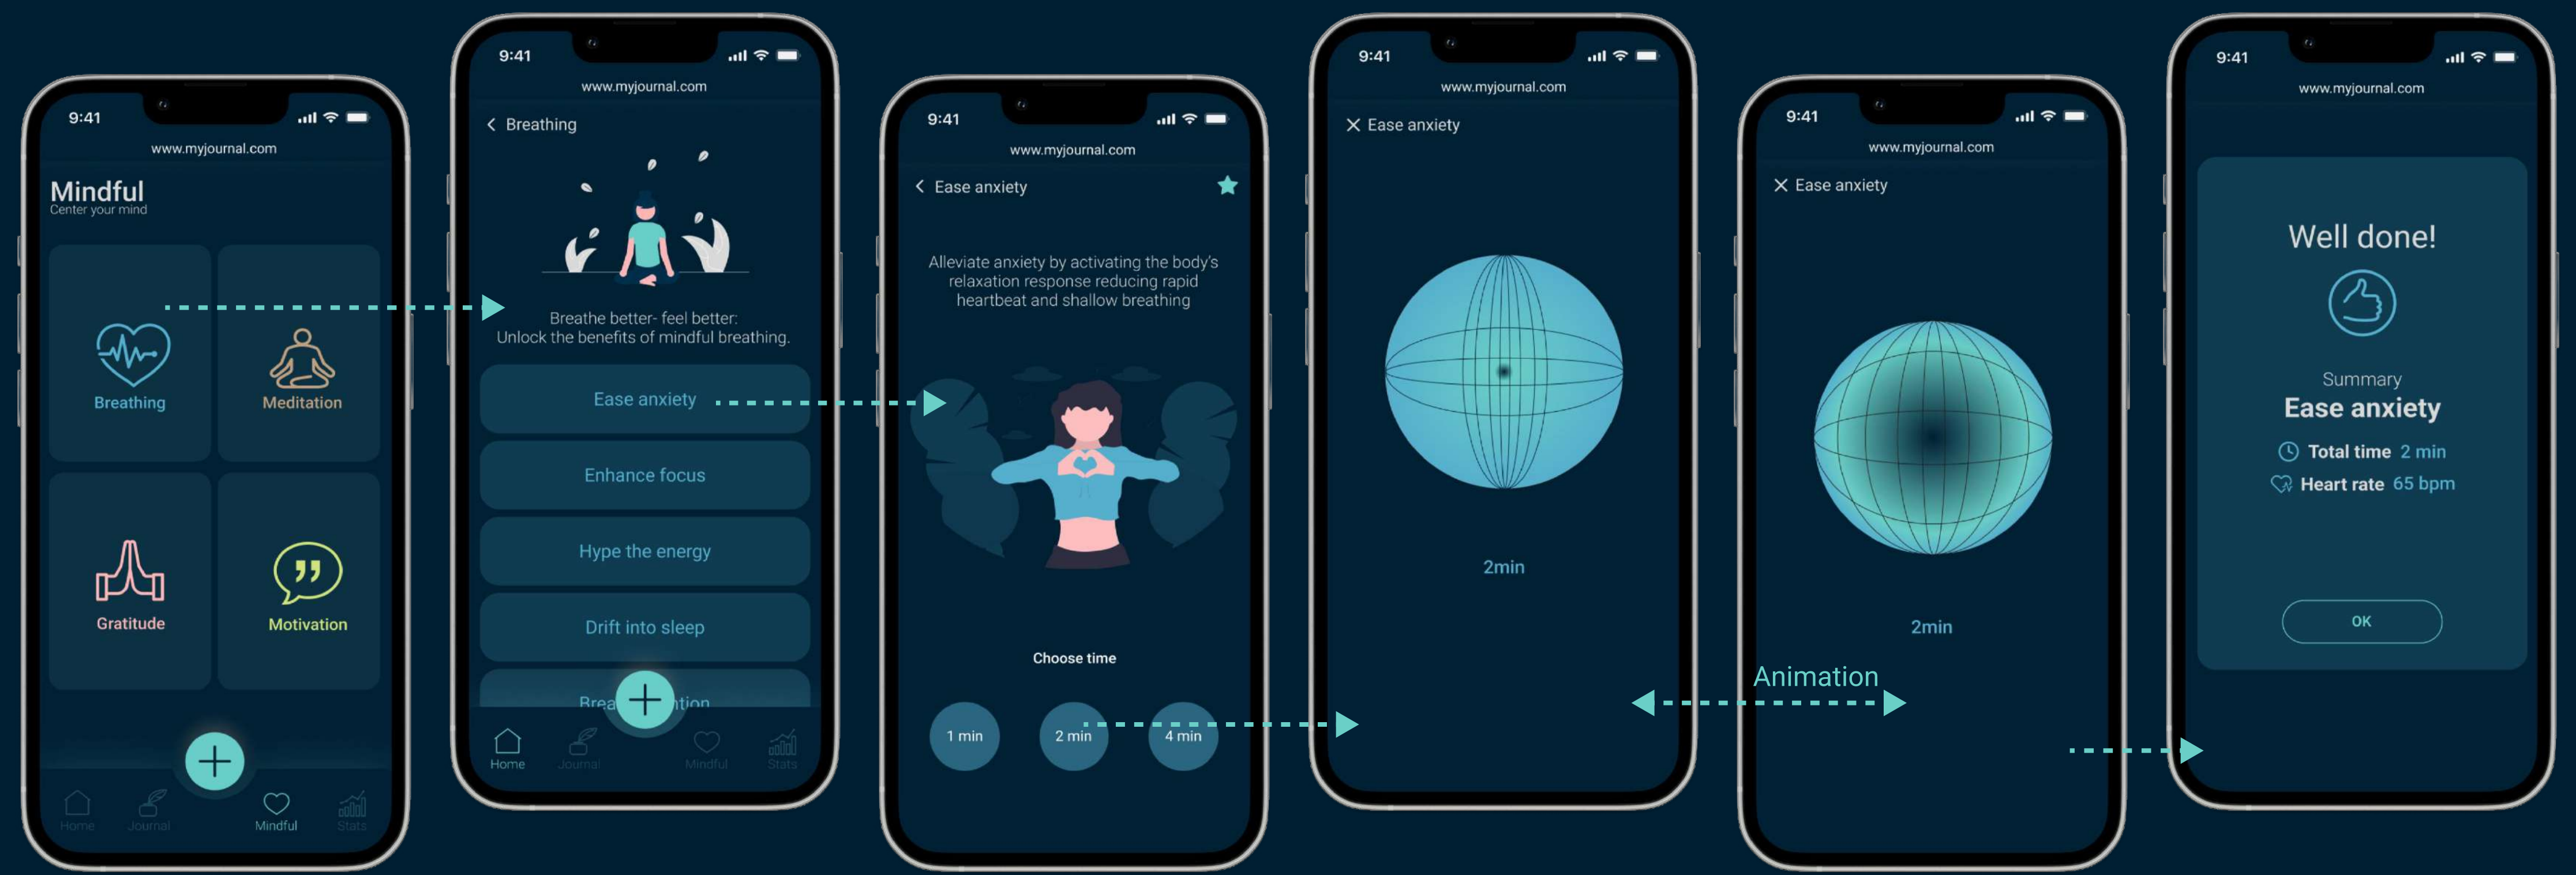 9:41
www.myjournal.com
Mindful
Center your mind
Breathing
Meditation
Gratitude
Motivation
Home
Journal
Mindful
Stats
9:41
www.myjournal.com
Breathing
Breathe better- feel better:
Unlock the benefits of mindful breathing.
Ease anxiety
Enhance focus
Hype the energy
Drift into sleep
Home
Journal
Mindful
Stats
9:41
www.myjournal.com
Ease anxiety
Alleviate anxiety by activating the body's
relaxation response reducing rapid
heartbeat and shallow breathing
Choose time
1 min
2 min
4 min
9:41
www.myjournal.com
Ease anxiety
2min
9:41
www.myjournal.com
Ease anxiety
2min
Animation
9:41
www.myjournal.com
Well done!
Summary
Ease anxiety
Total time 2 min
Heart rate 65 bpm
OK